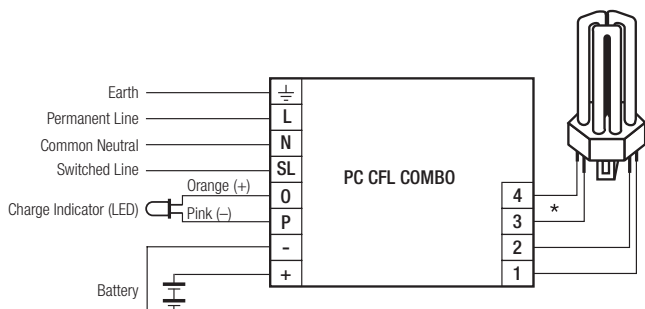 Earth
Permanent Line
L
Common Neutral
N
Switched Line
SL
PC CFL COMBO
Orange (+)
O
4
Charge Indicator (LED)
*
Pink (–)
P
3
-
2
+
1
Battery